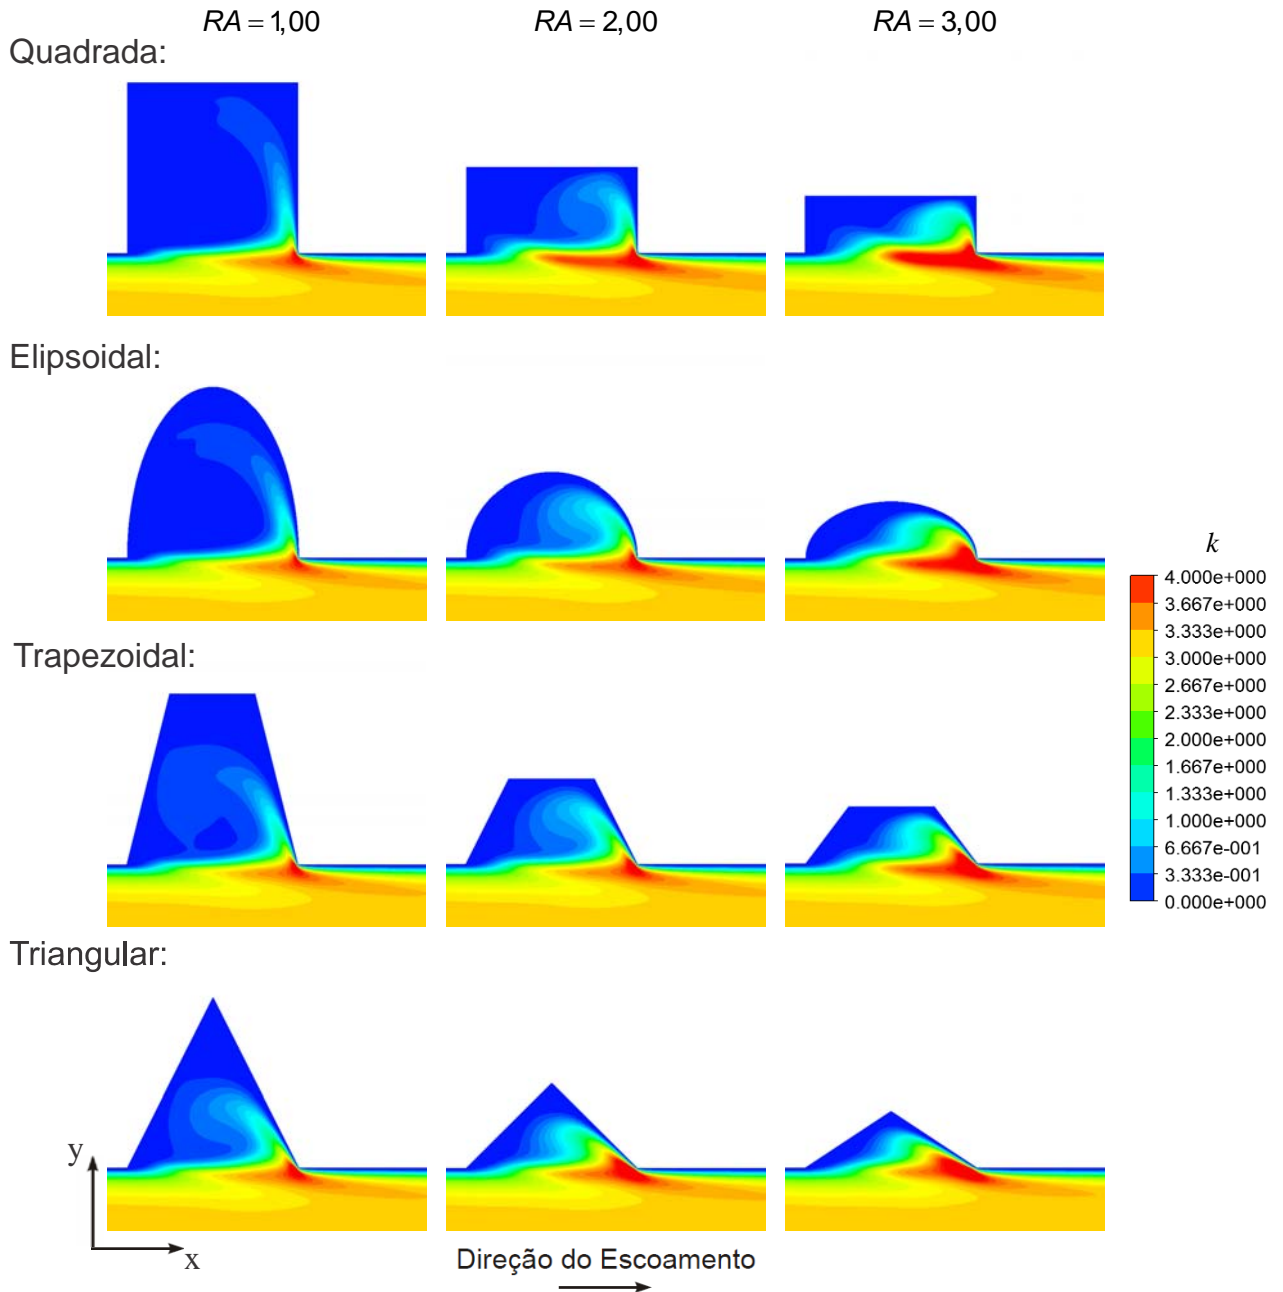 RA = 1,00 RA = 2,00 RA = 3,00
Quadrada:
Elipsoidal:
k
4.000e+000
3.667e+000
3.333e+000
3.000e+000
2.667e+000
2.333e+000
2.000e+000
1.667e+000
1.333e+000
1.000e+000
6.667e-001
3.333e-001
0.000e+000
Trapezoidal:
Triangular:
y
x
Direção do Escoamento